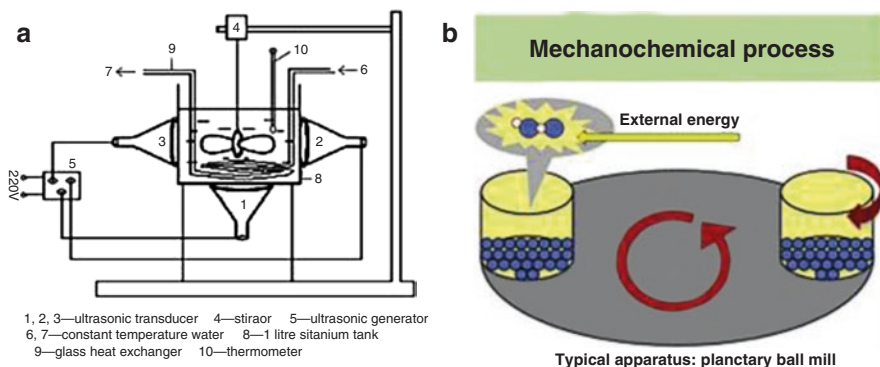 a
4
9
10
7
6
3
2
5
8
220V
1
1, 2, 3—ultrasonic transducer 4—stiraor 5—ultrasonic generator
6, 7—constant temperature water 8—1 litre sitanium tank
9—glass heat exchanger 10—thermometer
b
Mechanochemical process
External energy
Typical apparatus: planctary ball mill